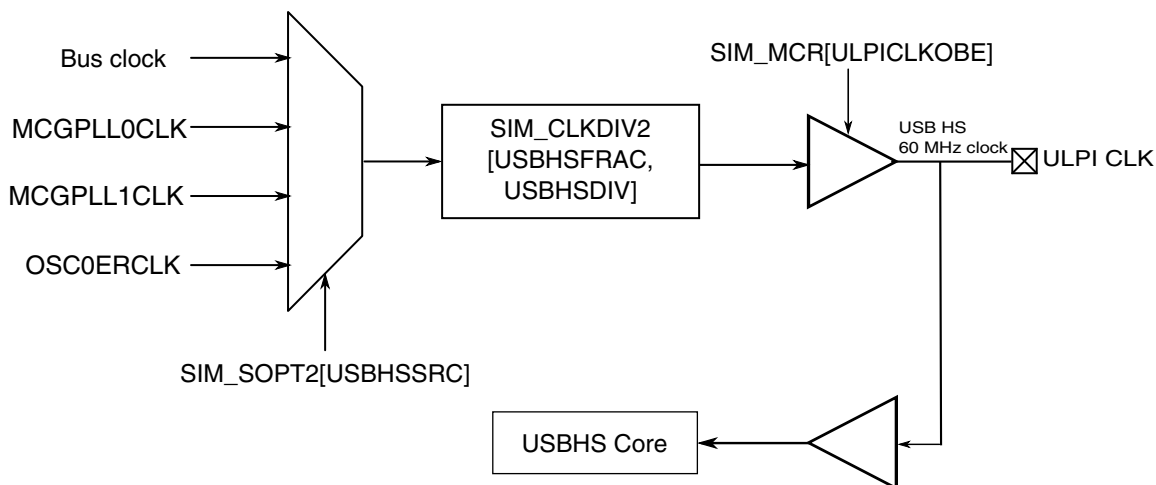 Bus clock
SIM_MCR[ULPICLKOBE]
MCGPLL0CLK
SIM_CLKDIV2
[USBHSFRAC,
USBHSDIV]
USB HS
60 MHz clock
ULPI CLK
MCGPLL1CLK
OSC0ERCLK
SIM_SOPT2[USBHSSRC]
USBHS Core